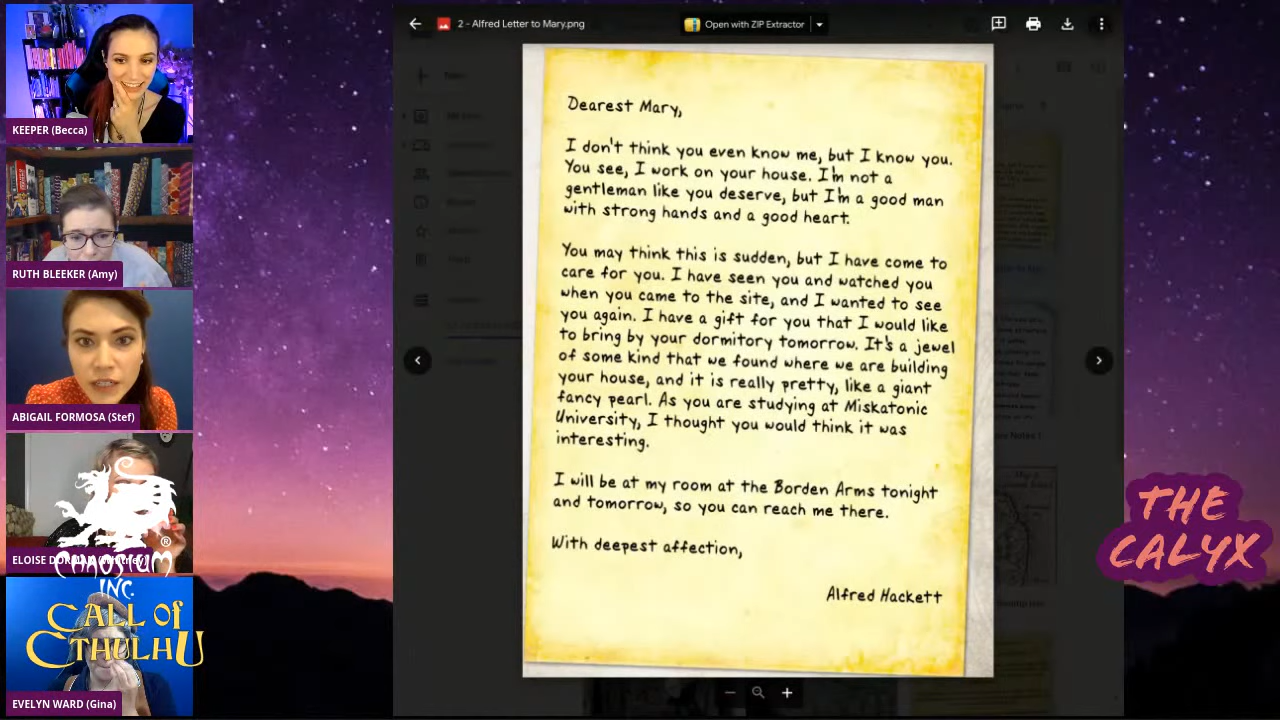 2 - Alfred Letter to Mary.png
Open with ZIP Extractor
Dearest Mary,
I don't think you even know me, but I know you.
You see, I work on your house. I'm not a
gentleman like you deserve, but I'm a good man
with strong hands and a good heart.
You may think this is sudden, but I have come to
care for you. I have seen you and watched you
when you came to the site, and I wanted to see
you again. I have a gift for you that I would like
to bring by your dormitory tomorrow. It's a jewel
of some kind that we found where we are building
your house, and it is really pretty, like a giant
fancy pearl. As you are studying at Miskatonic
University, I thought you would think it was
interesting.
I will be at my room at the Borden Arms tonight
and tomorrow, so you can reach me there.
With deepest affection,
Alfred Hackett
KEEPER (Becca)
RUTH BLEEKER (Amy)
ABIGAIL FORMOSA (Stef)
ELOISE
CHAOSIUM
INC.
®
CALL OF
CTHULHU
EVELYN WARD (Gina)
THE
CALYX